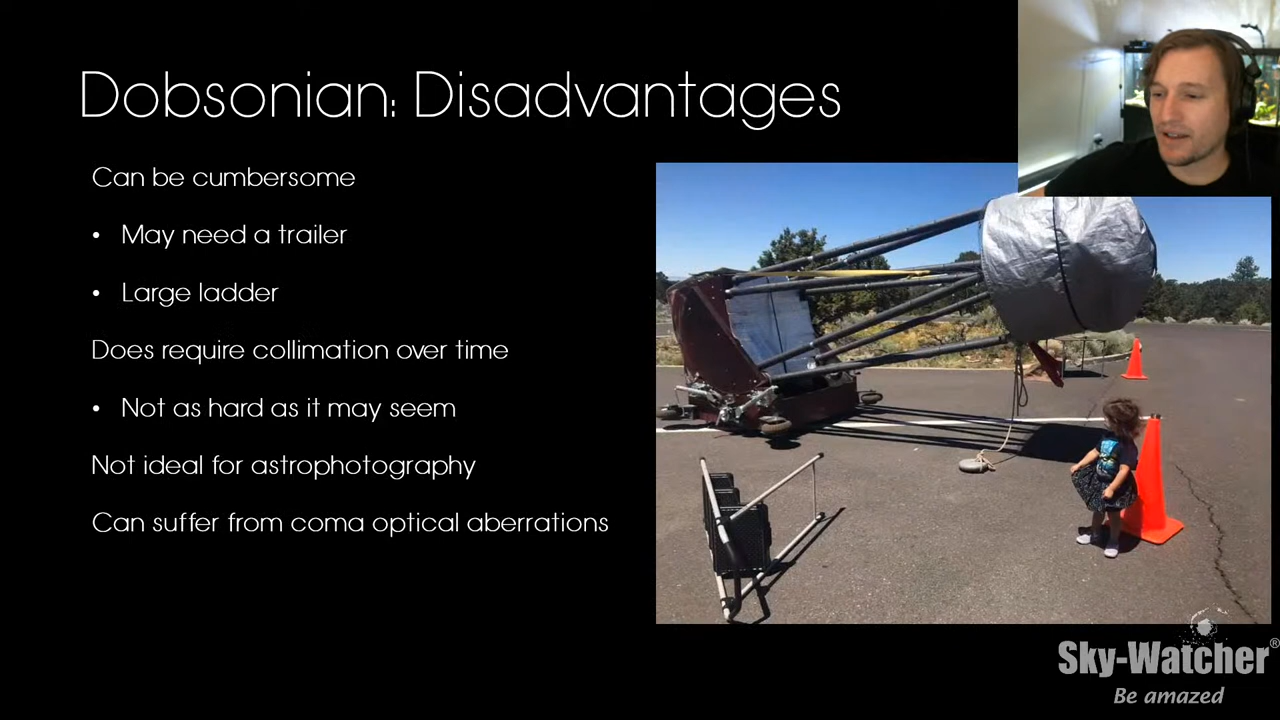 Dobsonian: Disadvantages
Can be cumbersome
• May need a trailer
• Large ladder
Does require collimation over time
• Not as hard as it may seem
Not ideal for astrophotography
Can suffer from coma optical aberrations
Sky-Watcher®
Be amazed